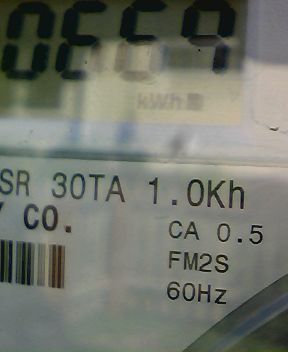 kWh
SR 30TA 1.0Kh
Y CO.
CA 0.5
FM2S
60Hz